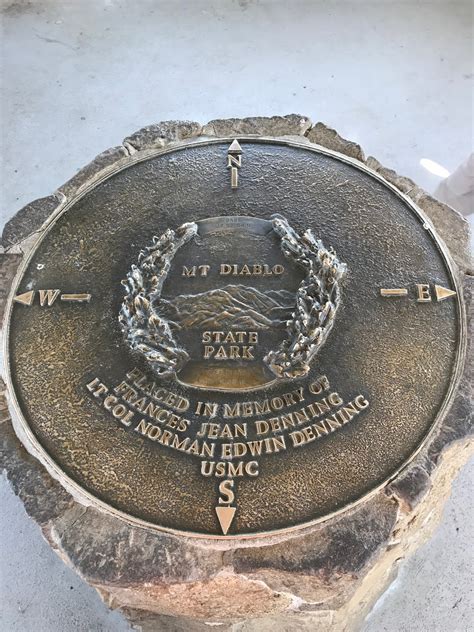 N
MT DIABLO
W
E
STATE
PARK
PLACED IN MEMORY OF
FRANCES JEAN DENNING
LT COL NORMAN EDWIN DENNING
USMC
S